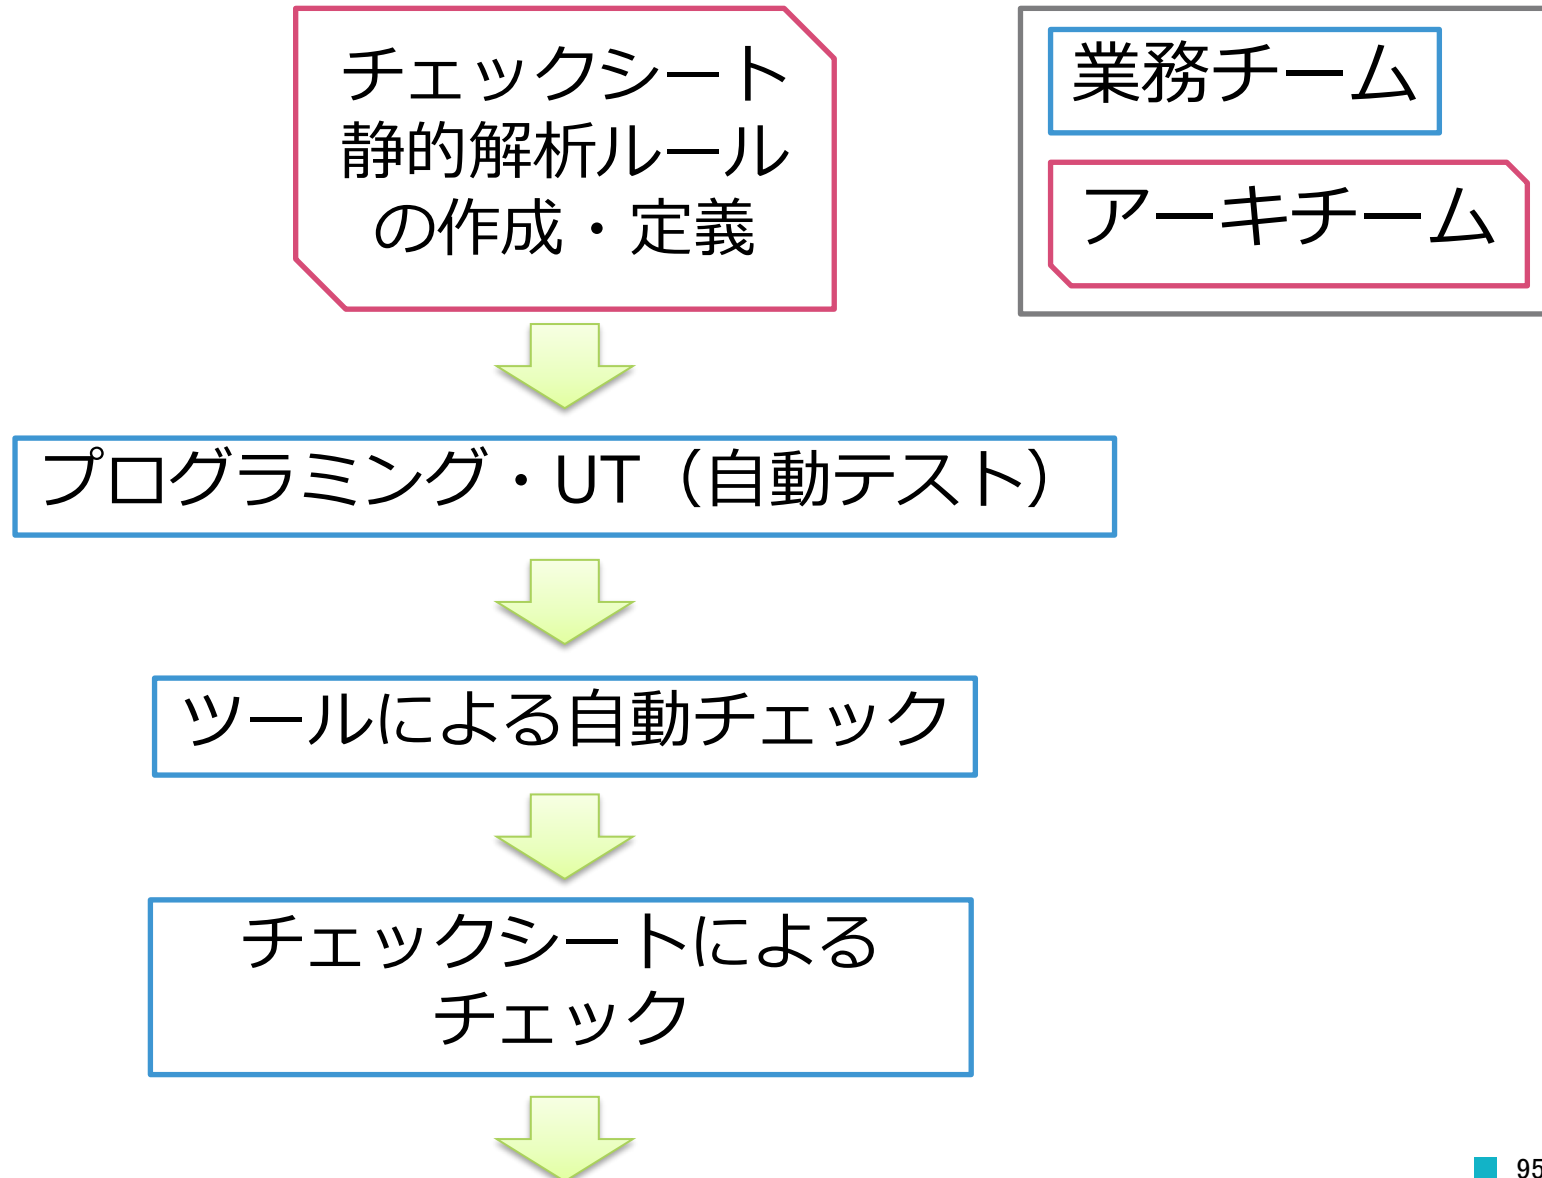 チェックシート
静的解析ルール
の作成・定義
業務チーム
アーキチーム
プログラミング・UT（自動テスト）
ツールによる自動チェック
チェックシートによる
チェック
95